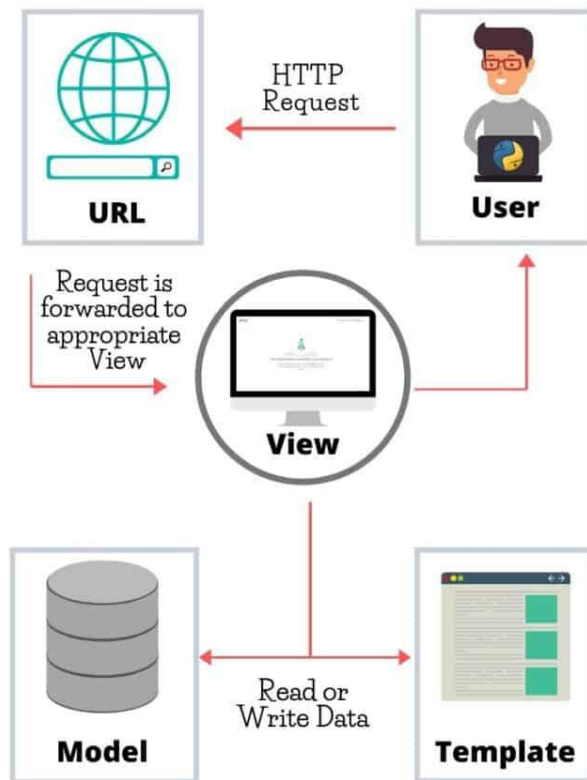 HTTP
Request
URL
User
Request is
forwarded to
appropriate
View
View
Read or
Write Data
Model
Template